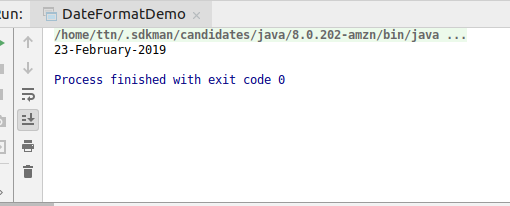 Run: DateFormatDemo
/home/ttn/.sdkman/candidates/java/8.0.202-amzn/bin/java ...
23-February-2019
Process finished with exit code 0